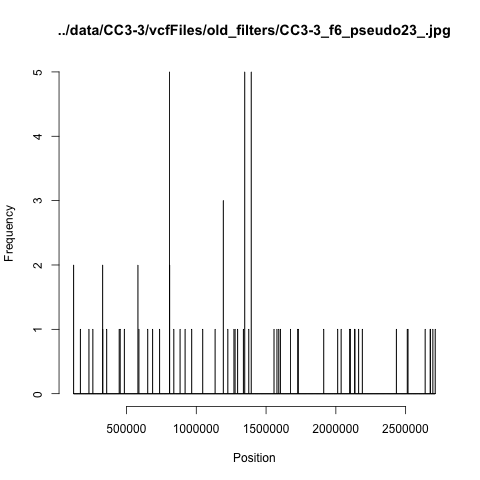 ../data/CC3-3/vcfFiles/old_filters/CC3-3_f6_pseudo23_.jpg
5
4
3
2
1
0
Frequency
500000 1000000 1500000 2000000 2500000
Position